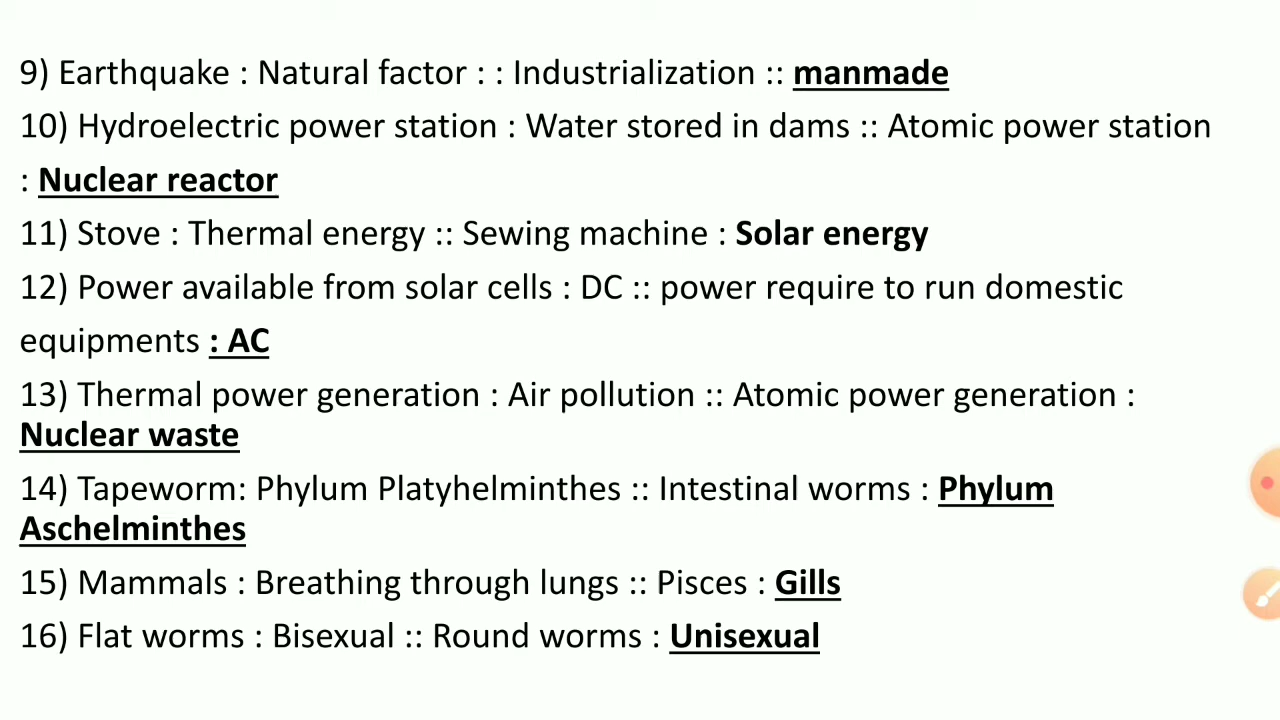 9) Earthquake : Natural factor : : Industrialization :: manmade
10) Hydroelectric power station : Water stored in dams :: Atomic power station
: Nuclear reactor
11) Stove : Thermal energy :: Sewing machine : Solar energy
12) Power available from solar cells : DC :: power require to run domestic
equipments : AC
13) Thermal power generation : Air pollution :: Atomic power generation :
Nuclear waste
14) Tapeworm: Phylum Platyhelminthes :: Intestinal worms : Phylum
Aschelminthes
15) Mammals : Breathing through lungs :: Pisces : Gills
16) Flat worms : Bisexual :: Round worms : Unisexual